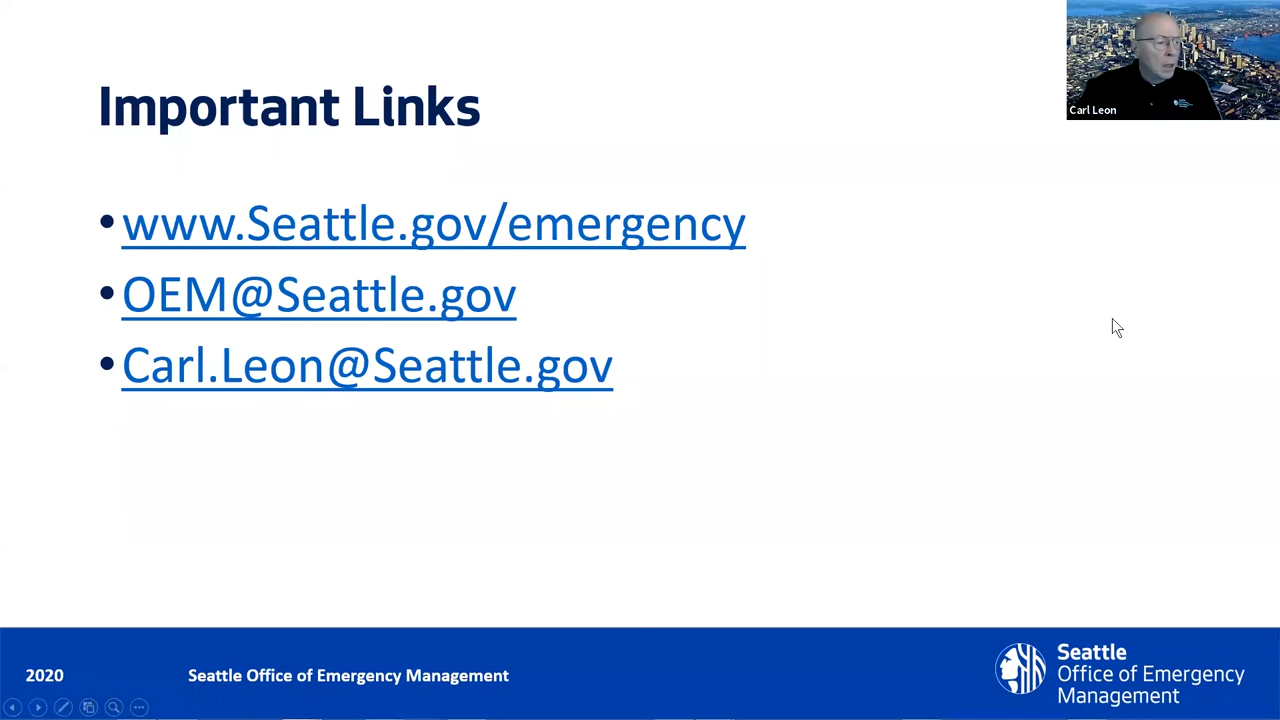 Important Links
• www.Seattle.gov/emergency
• OEM@Seattle.gov
• Carl.Leon@Seattle.gov
Carl Leon
2020
Seattle Office of Emergency Management
Seattle
Office of Emergency
Management